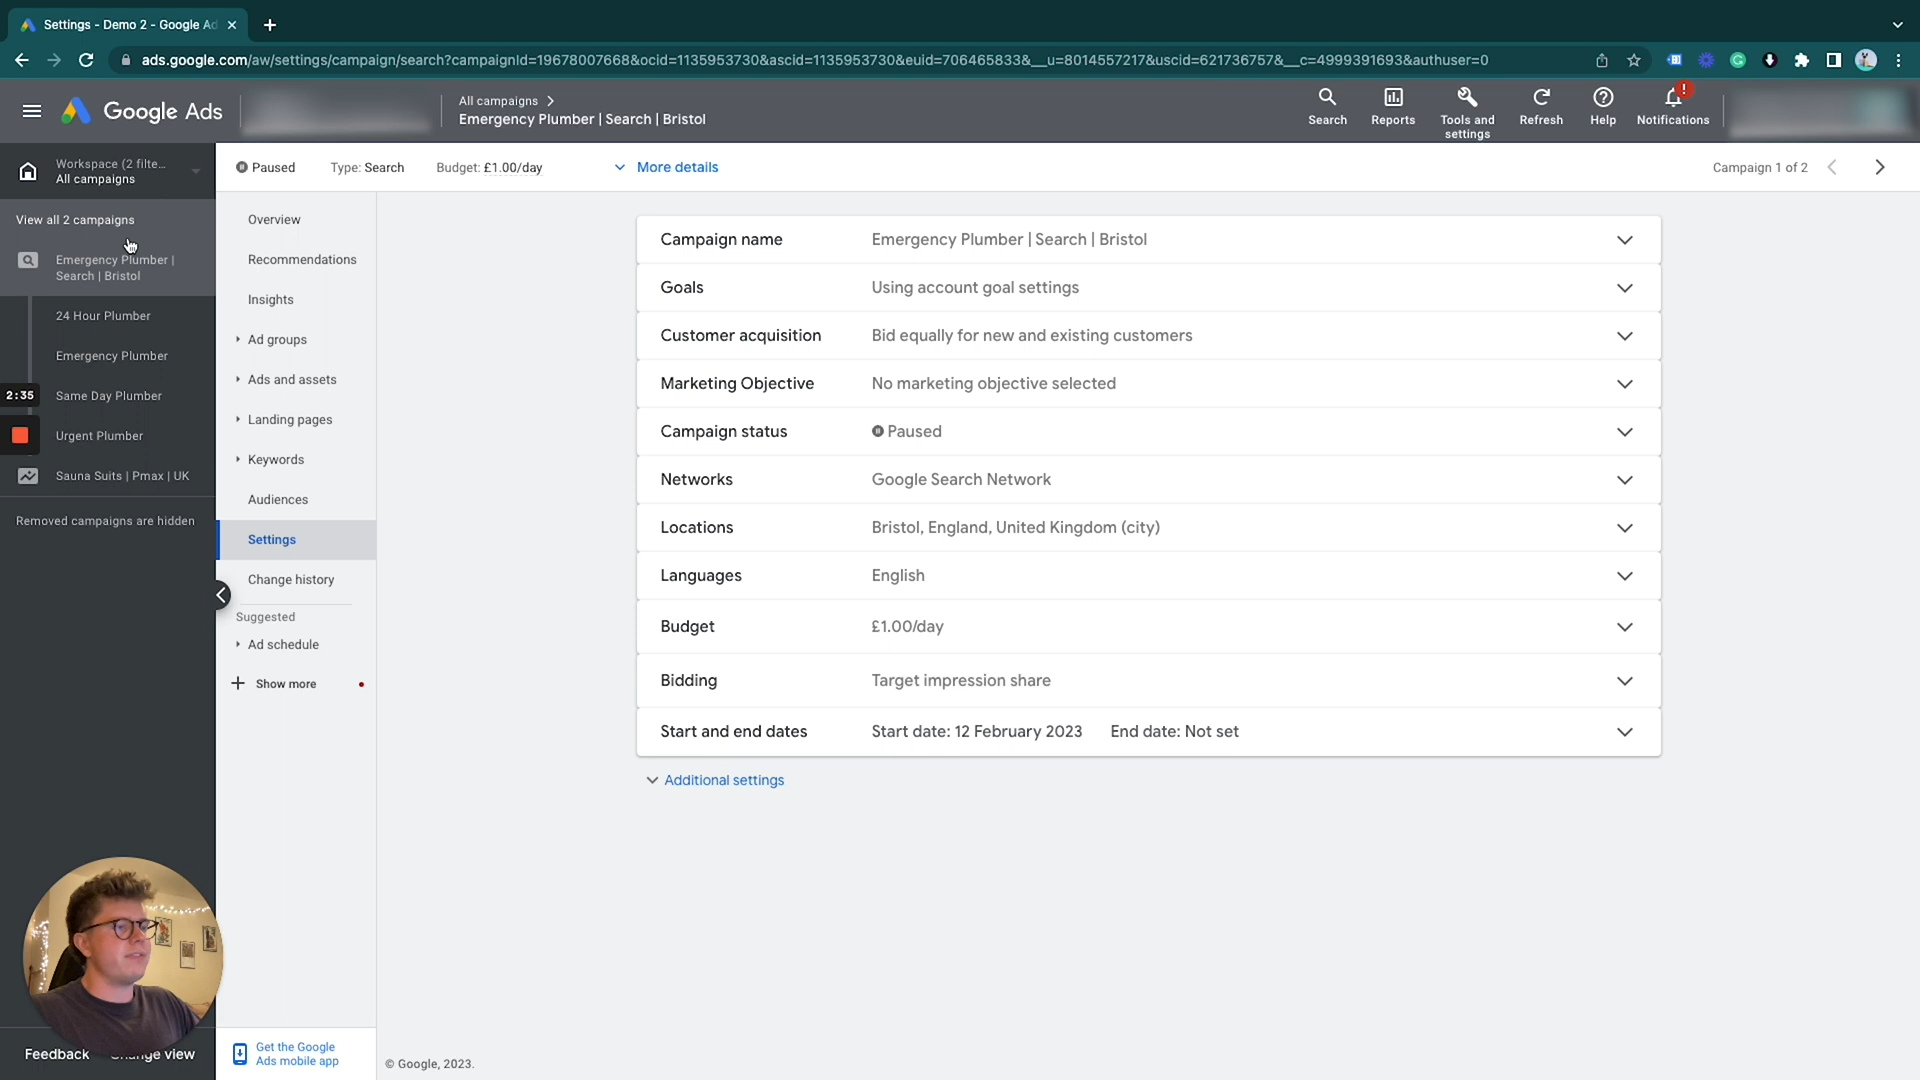 Settings - Demo 2 - Google Ad
ads.google.com/aw/settings/campaign/search?campaignId=19678007668&ocid=1135953730&ascid=1135953730&euid=706465833&__u=8014557217&uscid=621736757&__c=4999391693&authuser=0
Google Ads
All campaigns
Emergency Plumber | Search | Bristol
Search
Reports
Tools and
settings
Refresh
Help
!
Notifications
Workspace (2 filte...
All campaigns
Paused
Type: Search
Budget: £1.00/day
More details
Campaign 1 of 2
View all 2 campaigns
Emergency Plumber |
Search | Bristol
24 Hour Plumber
Emergency Plumber
2:35
Same Day Plumber
Urgent Plumber
Sauna Suits | Pmax | UK
Removed campaigns are hidden
Overview
Recommendations
Insights
Ad groups
Ads and assets
Landing pages
Keywords
Audiences
Settings
Change history
Suggested
Ad schedule
Show more
Campaign name Emergency Plumber | Search | Bristol
Goals Using account goal settings
Customer acquisition Bid equally for new and existing customers
Marketing Objective No marketing objective selected
Campaign status Paused
Networks Google Search Network
Locations Bristol, England, United Kingdom (city)
Languages English
Budget £1.00/day
Bidding Target impression share
Start and end dates Start date: 12 February 2023 End date: Not set
Additional settings
Feedback
view
Get the Google
Ads mobile app
© Google, 2023.